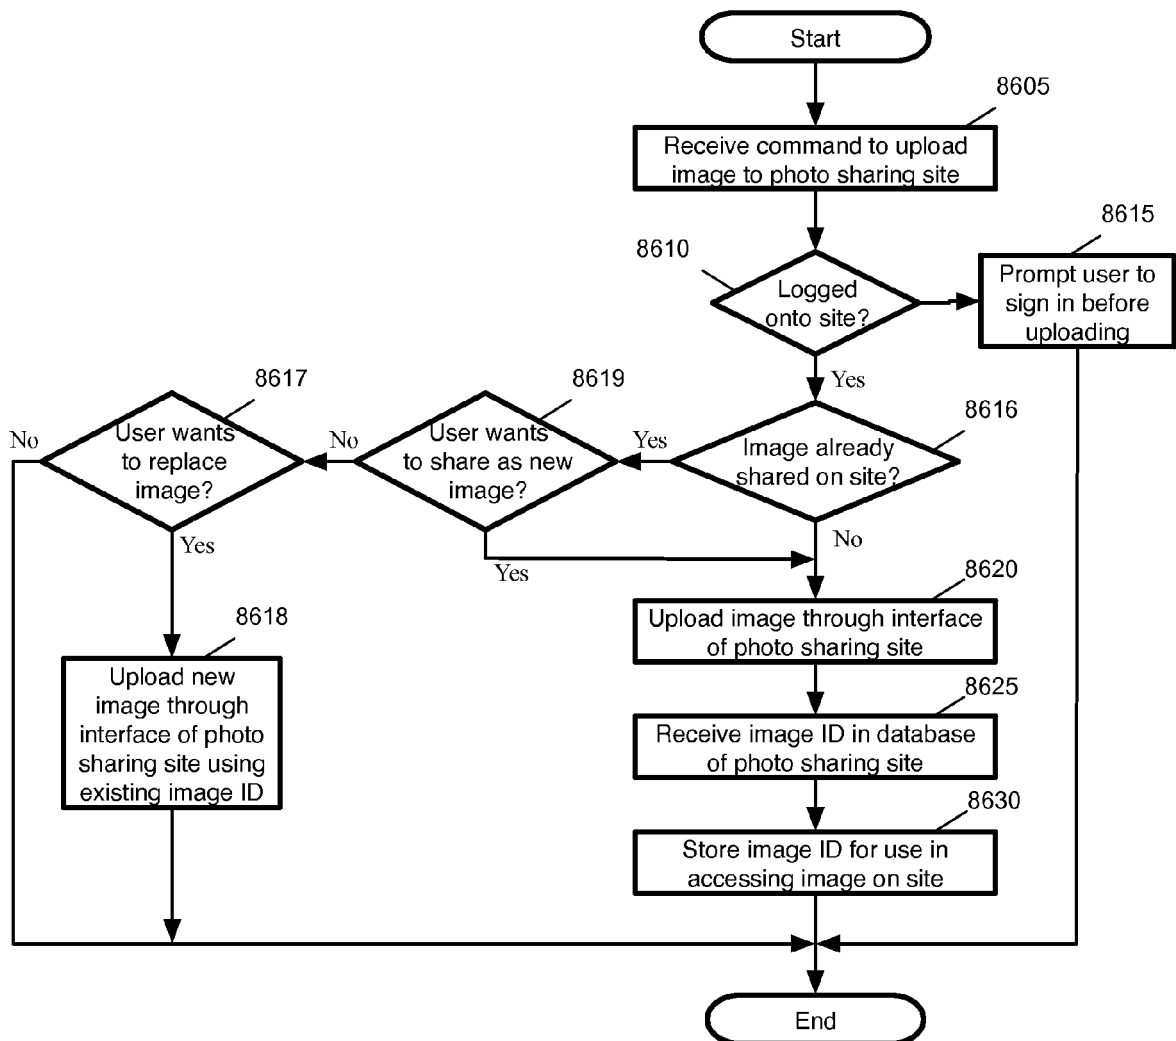 Start
8605
Receive command to upload
image to photo sharing site
8610
Logged
onto site?
8615
Prompt user to
sign in before
uploading
Yes
8617
No
User wants
to replace
image?
Yes
8619
No
User wants
to share as new
image?
Yes
8616
Yes
Image already
shared on site?
No
8620
Upload image through interface
of photo sharing site
8618
Upload new
image through
interface of photo
sharing site using
existing image ID
8625
Receive image ID in database
of photo sharing site
8630
Store image ID for use in
accessing image on site
End